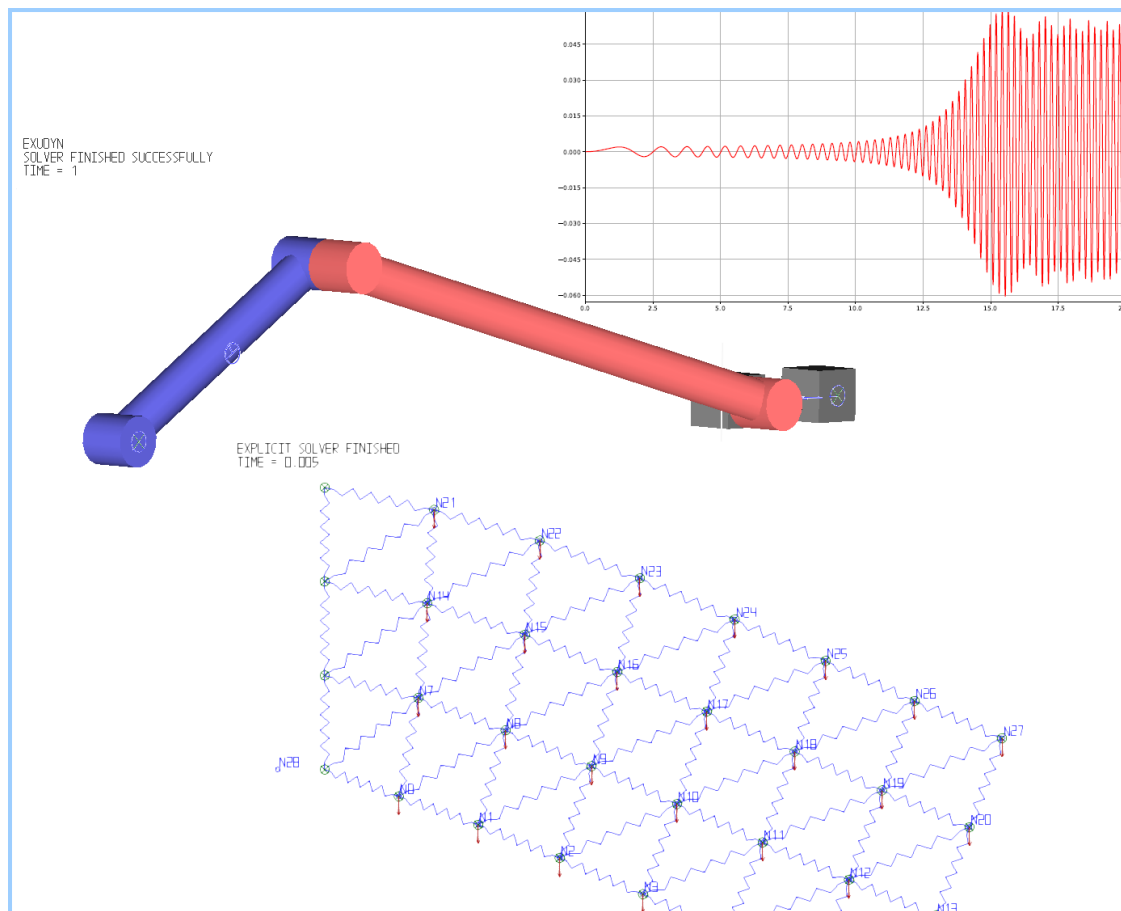 0.045
0.030
0.015
0.000
−0.015
−0.030
−0.045
−0.060
0.0 2.5 5.0 7.5 10.0 12.5 15.0 17.5
EXUDYN
SOLVER FINISHED SUCCESSFULLY
TIME = 1
EXPLICIT SOLVER FINISHED
TIME = 0.005
N21
N22
N23
N14
N24
N15
N25
N16
N26
N7
N17
N27
N8
N18
N28
N9
N19
N0
N10
N20
N1
N11
N2
N12
N3
N13